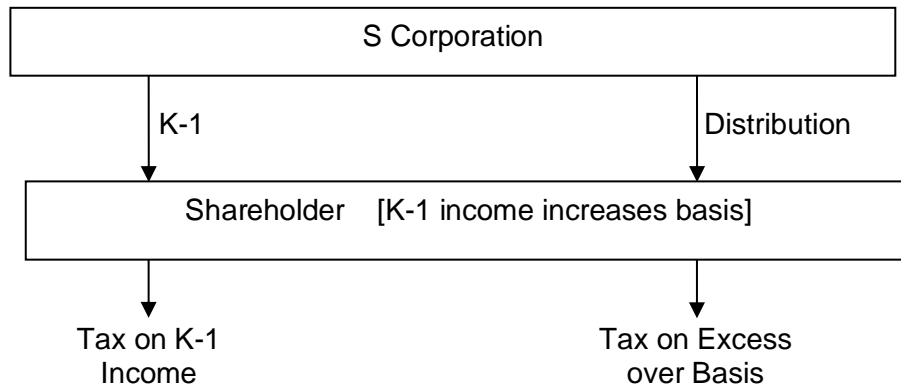 S Corporation
K-1
Distribution
Shareholder [K-1 income increases basis]
Tax on K-1
Income
Tax on Excess
over Basis